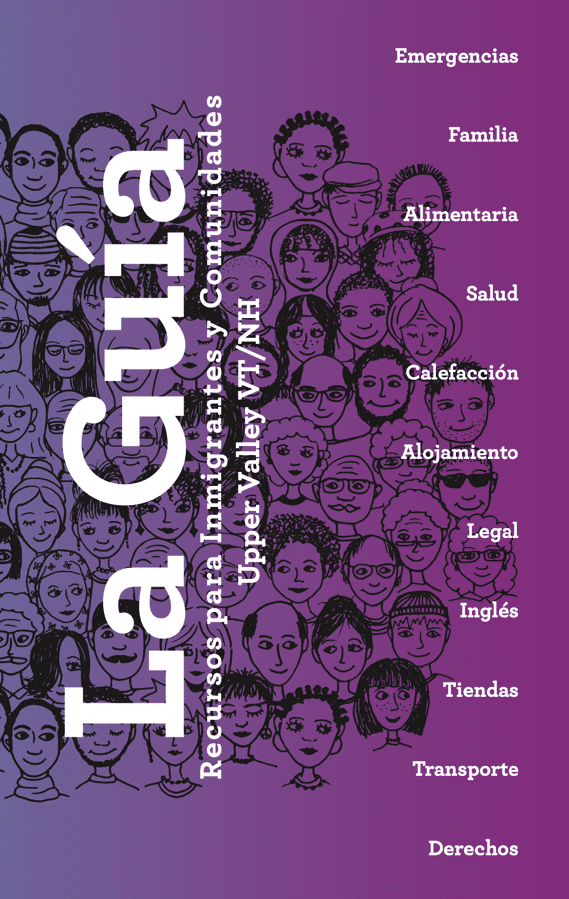 La Guía
Recursos para Inmigrantes y Comunidades
Upper Valley VT/NH
Emergencias
Familia
Alimentaria
Salud
Calefacción
Alojamiento
Legal
Inglés
Tiendas
Transporte
Derechos